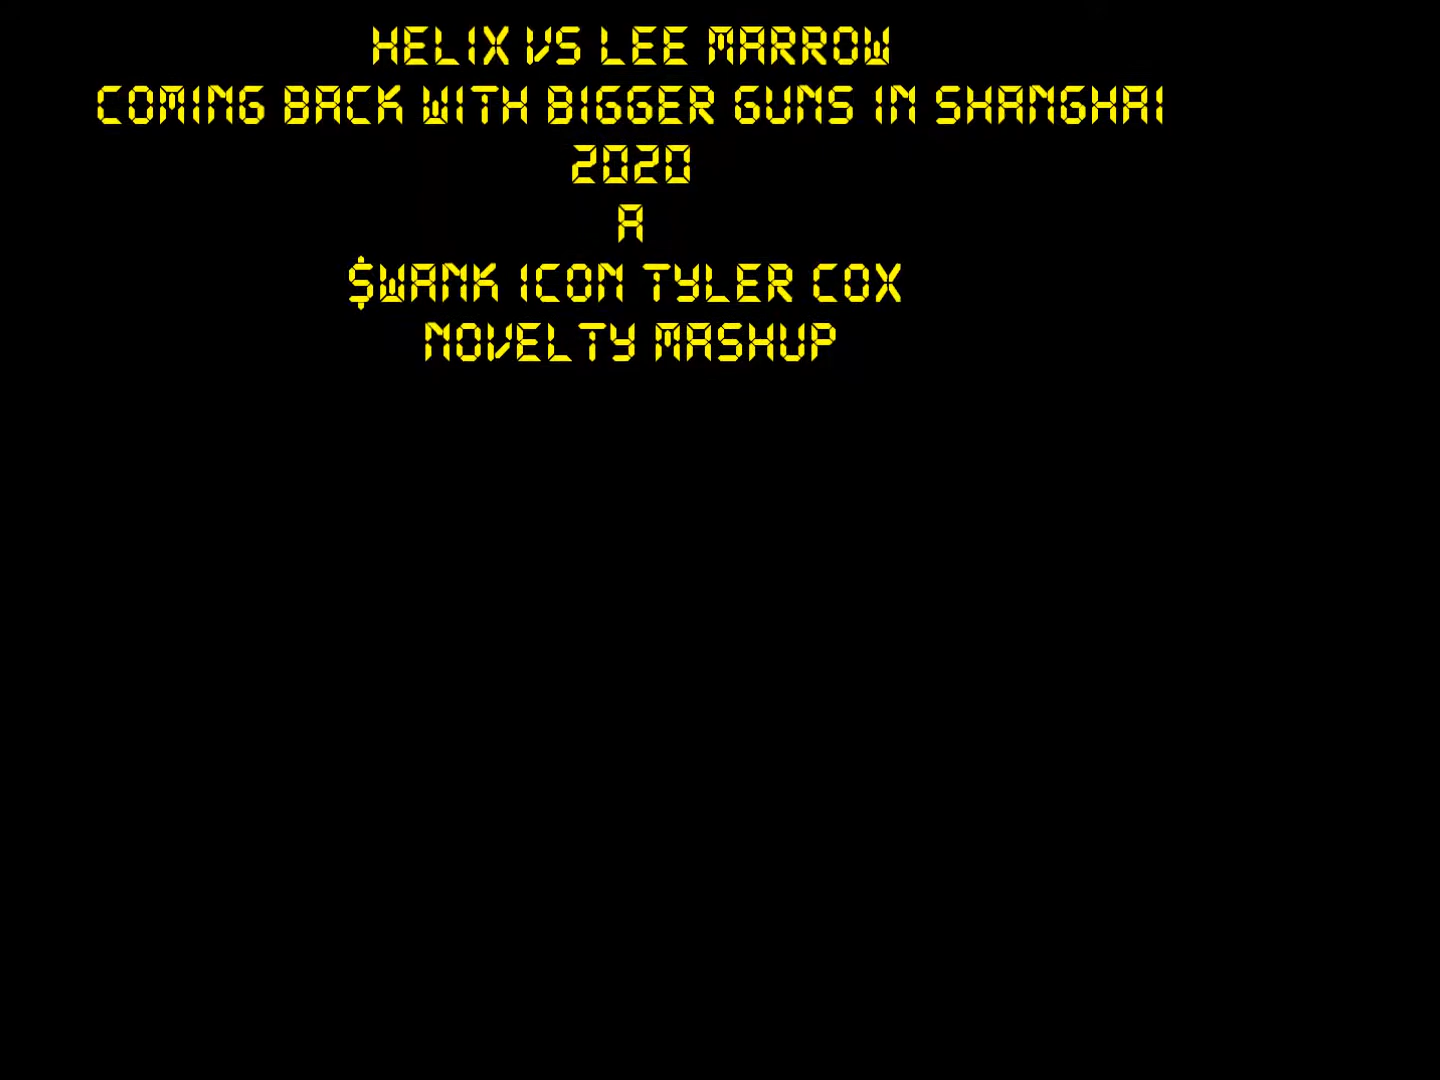 HELIX VS LEE MARROW
COMING BACK WITH BIGGER GUNS IN SHANGHAI
2020
A
$WANK ICON TYLER COX
NOVELTY MASHUP